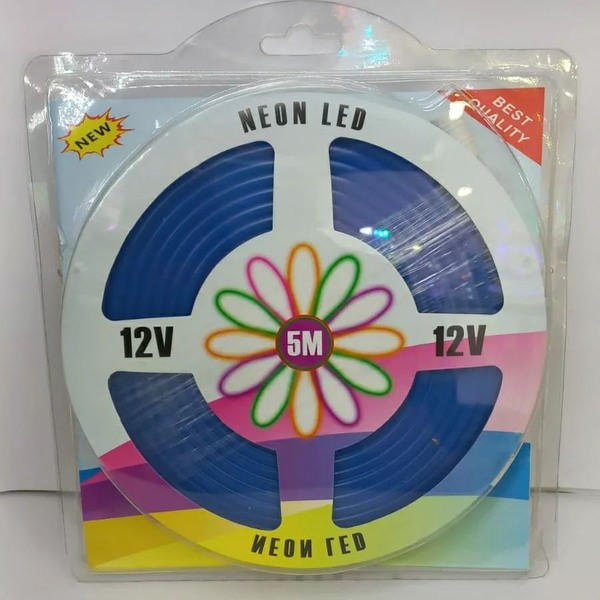 NEON LED
NEW
BEST
QUALITY
12V
5M
12V
NEON LED